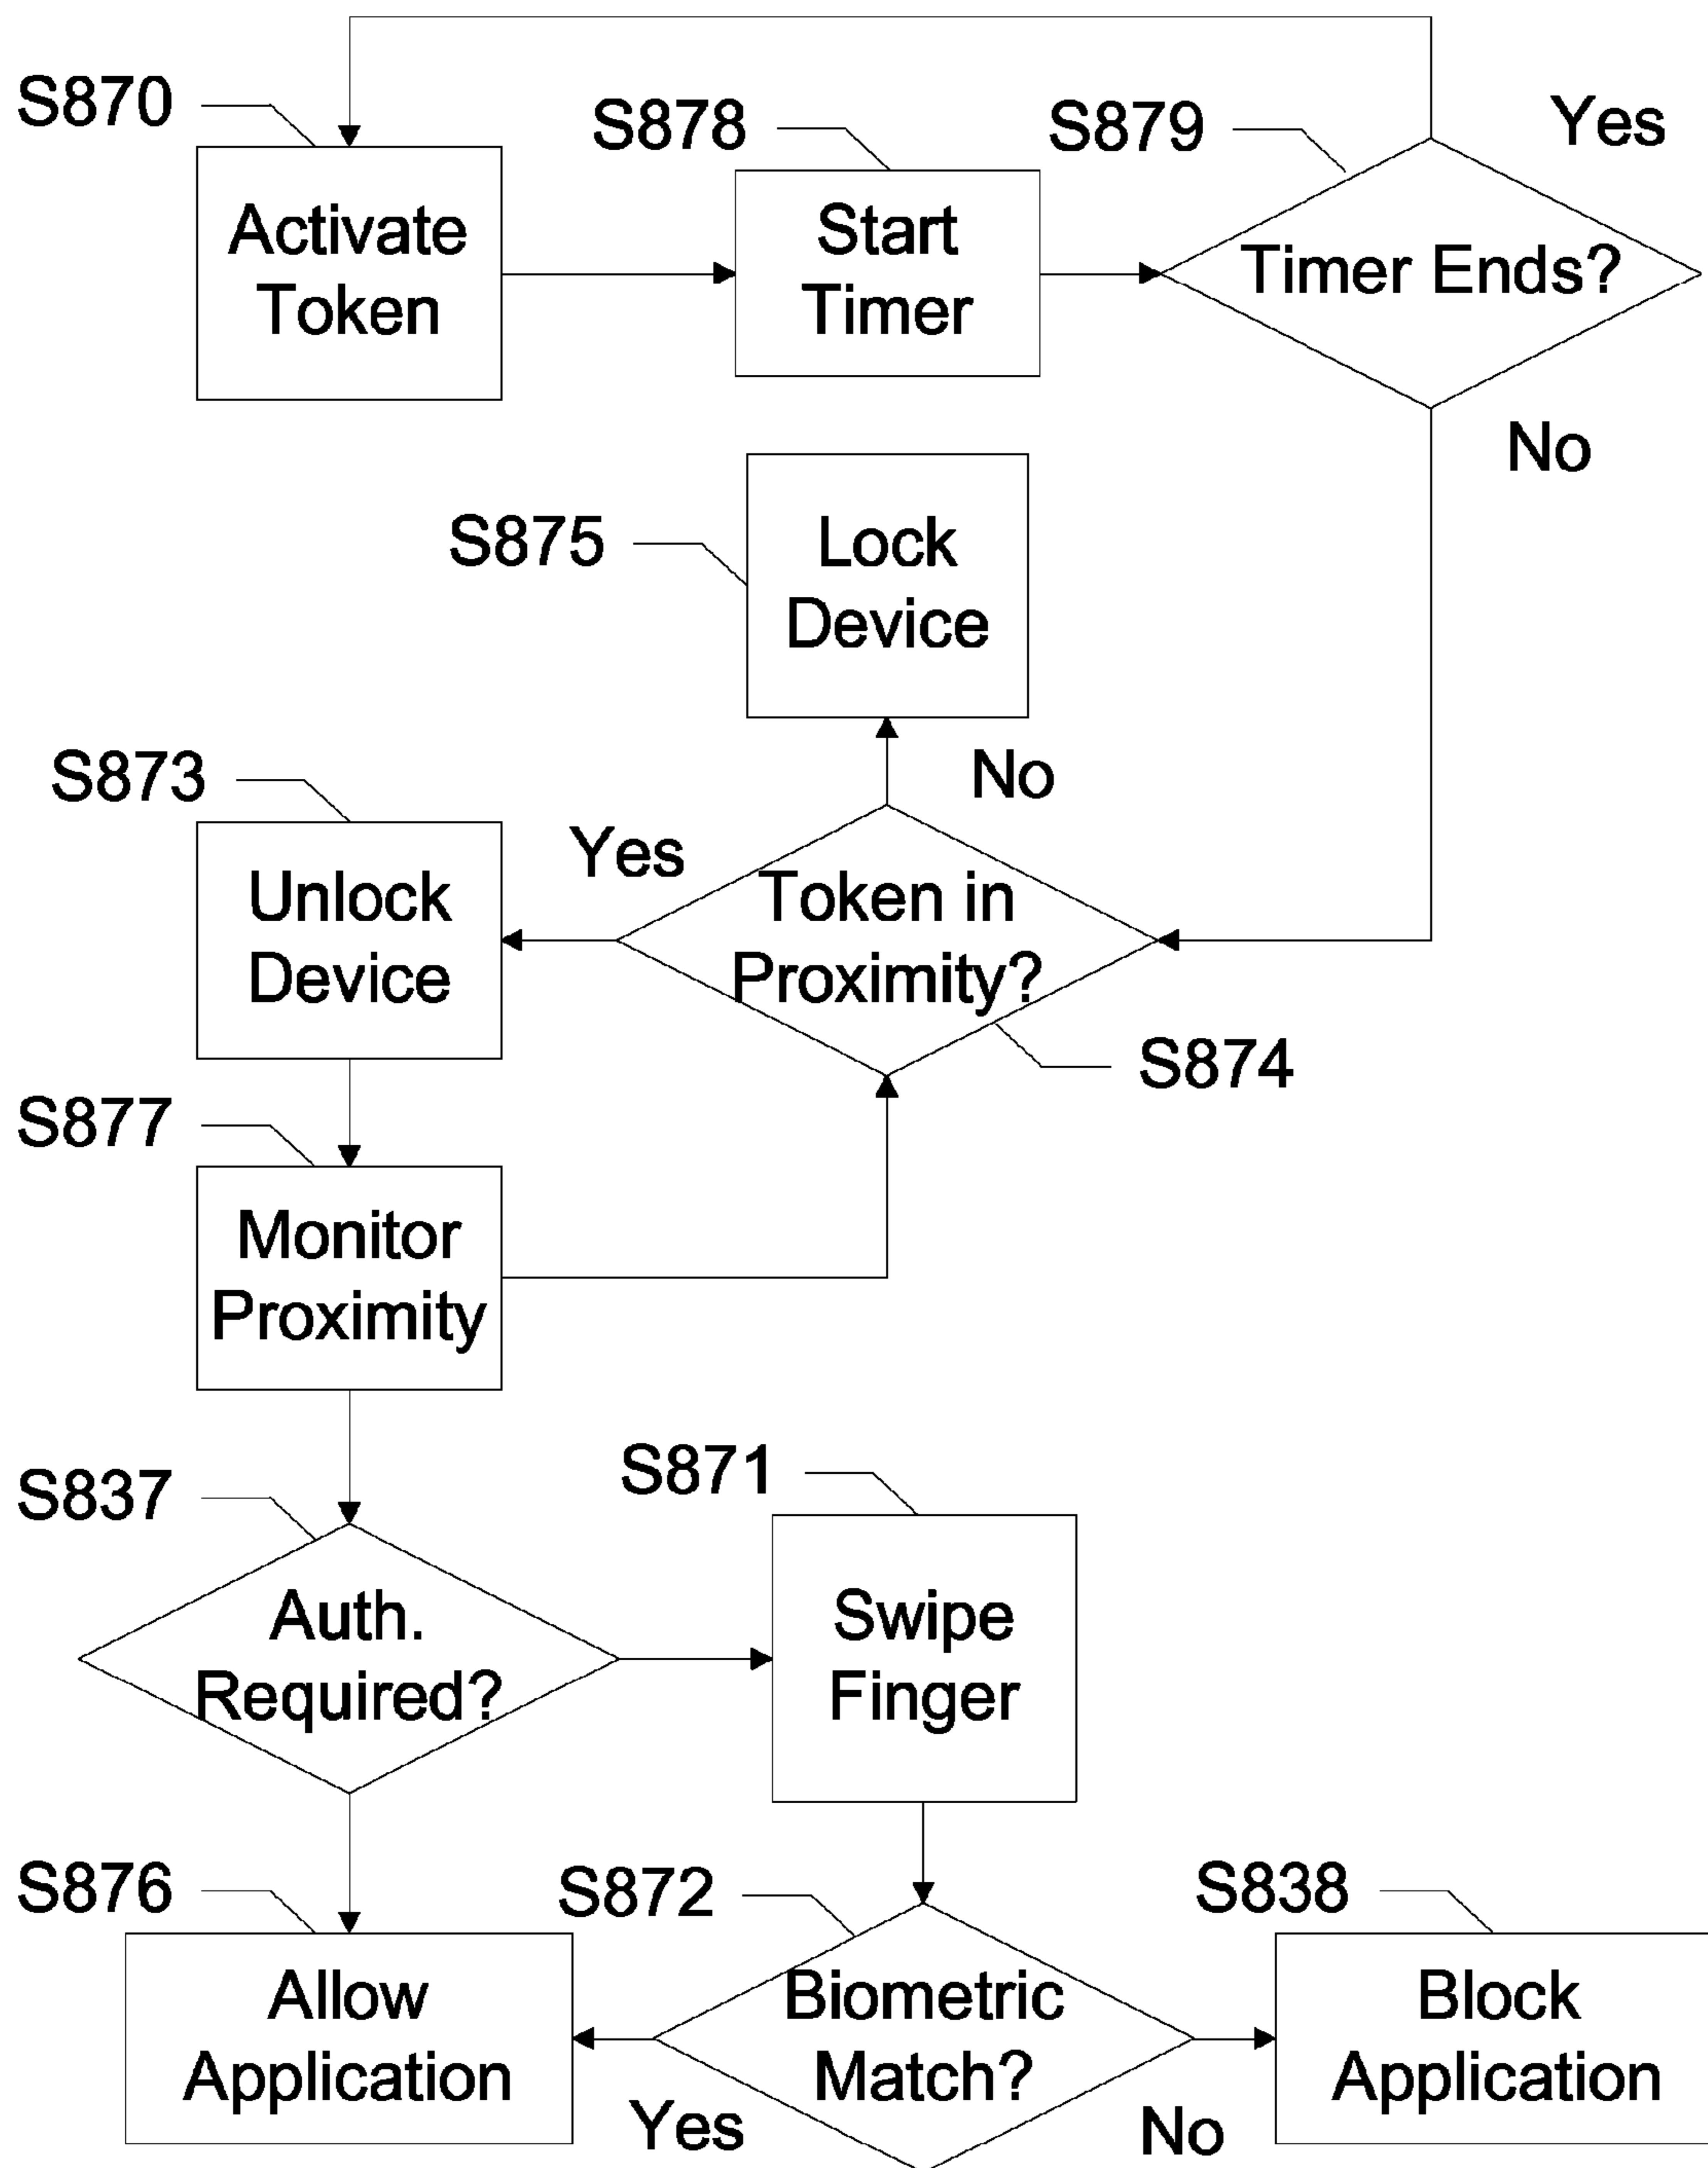 S870
S878
S879
Yes
Activate
Token
Start
Timer
Timer Ends?
No
S875
Lock
Device
S873
No
Yes
Unlock
Device
Token in
Proximity?
S874
S877
Monitor
Proximity
S837
S871
Auth.
Required?
Swipe
Finger
S876
S872
S838
Allow
Application
Biometric
Match?
Block
Application
Yes
No